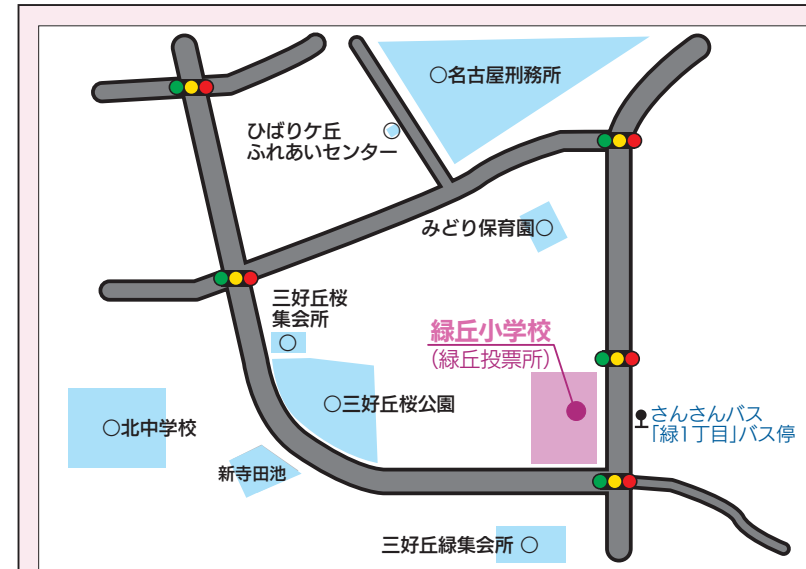 ○名古屋刑務所
ひばりケ丘
ふれあいセンター
みどり保育園○
三好丘桜
集会所
緑丘小学校
(緑丘投票所)
○三好丘桜公園
さんさんバス
「緑1丁目」バス停
○北中学校
新寺田池
三好丘緑集会所 ○